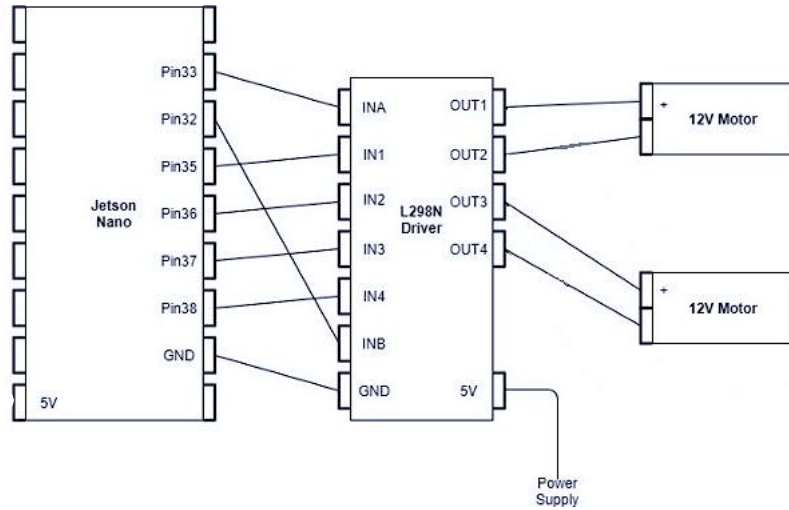 Jetson
Nano
Pin33
Pin32
Pin35
Pin36
Pin37
Pin38
GND
5V
L298N
Driver
INA
IN1
IN2
IN3
IN4
INB
GND
OUT1
OUT2
OUT3
OUT4
5V
+
12V Motor
+
12V Motor
Power
Supply